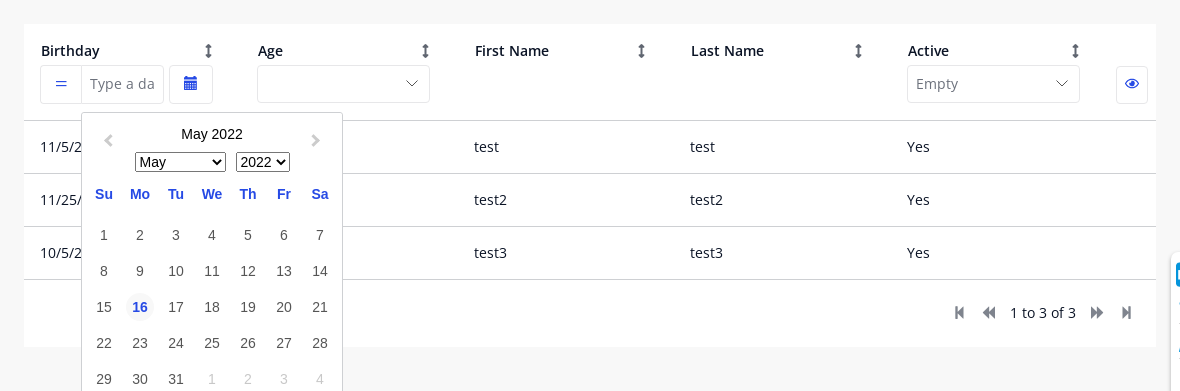 Birthday Age First Name Last Name Active
= Type a da Empty
May 2022
May 2022
Su Mo Tu We Th Fr Sa
1 2 3 4 5 6 7
8 9 10 11 12 13 14
15 16 17 18 19 20 21
22 23 24 25 26 27 28
29 30 31 1 2 3 4
11/5/2 test test Yes
11/25/ test2 test2 Yes
10/5/2 test3 test3 Yes
1 to 3 of 3